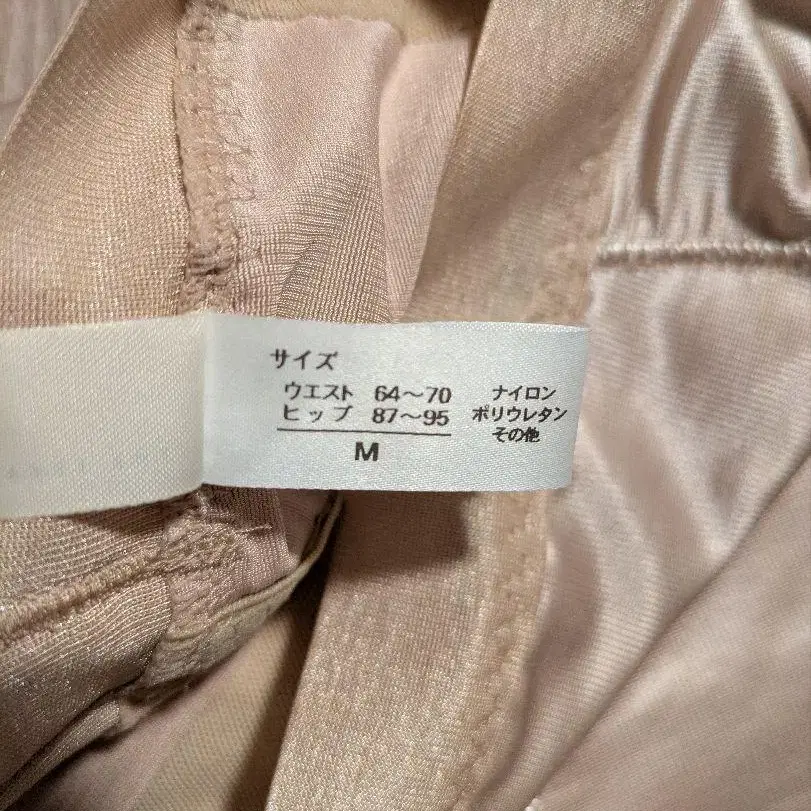 サイズ
ウエスト 64〜70
ヒップ 87〜95
M
ナイロン
ポリウレタン
その他